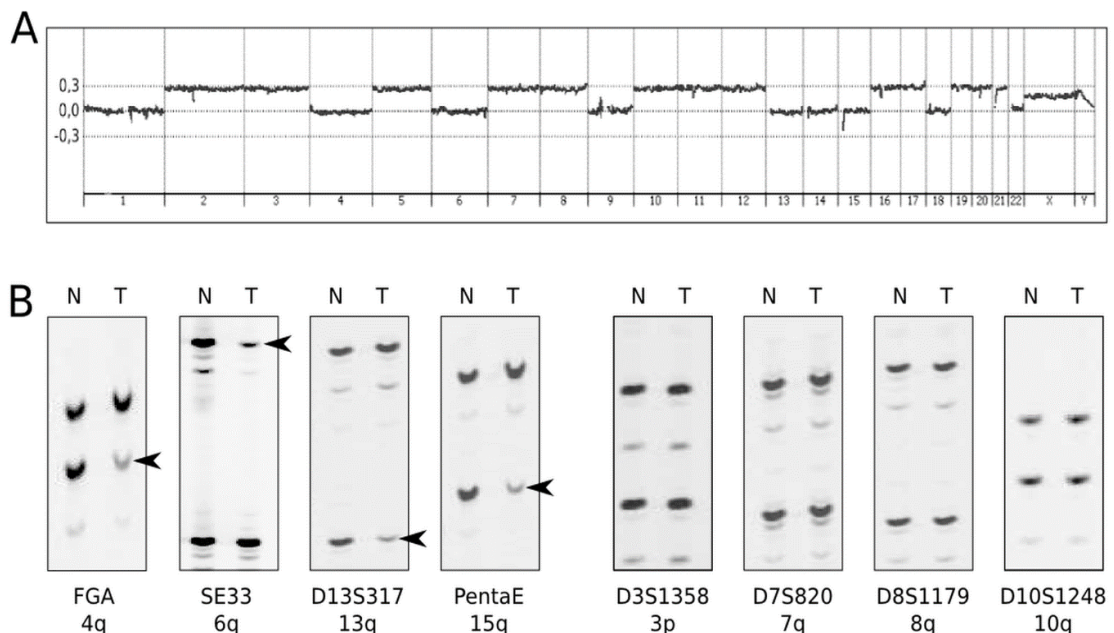 A
0,3
0,0
-0,3
1 2 3 4 5 6 7 8 9 10 11 12 13 14 15 16 17 18 19 20 21 22 X Y
B
N T N T N T N T N T N T N T N T
FGA SE33 D13S317 PentaE D3S1358 D7S820 D8S1179 D10S1248
4q 6q 13q 15q 3p 7q 8q 10q